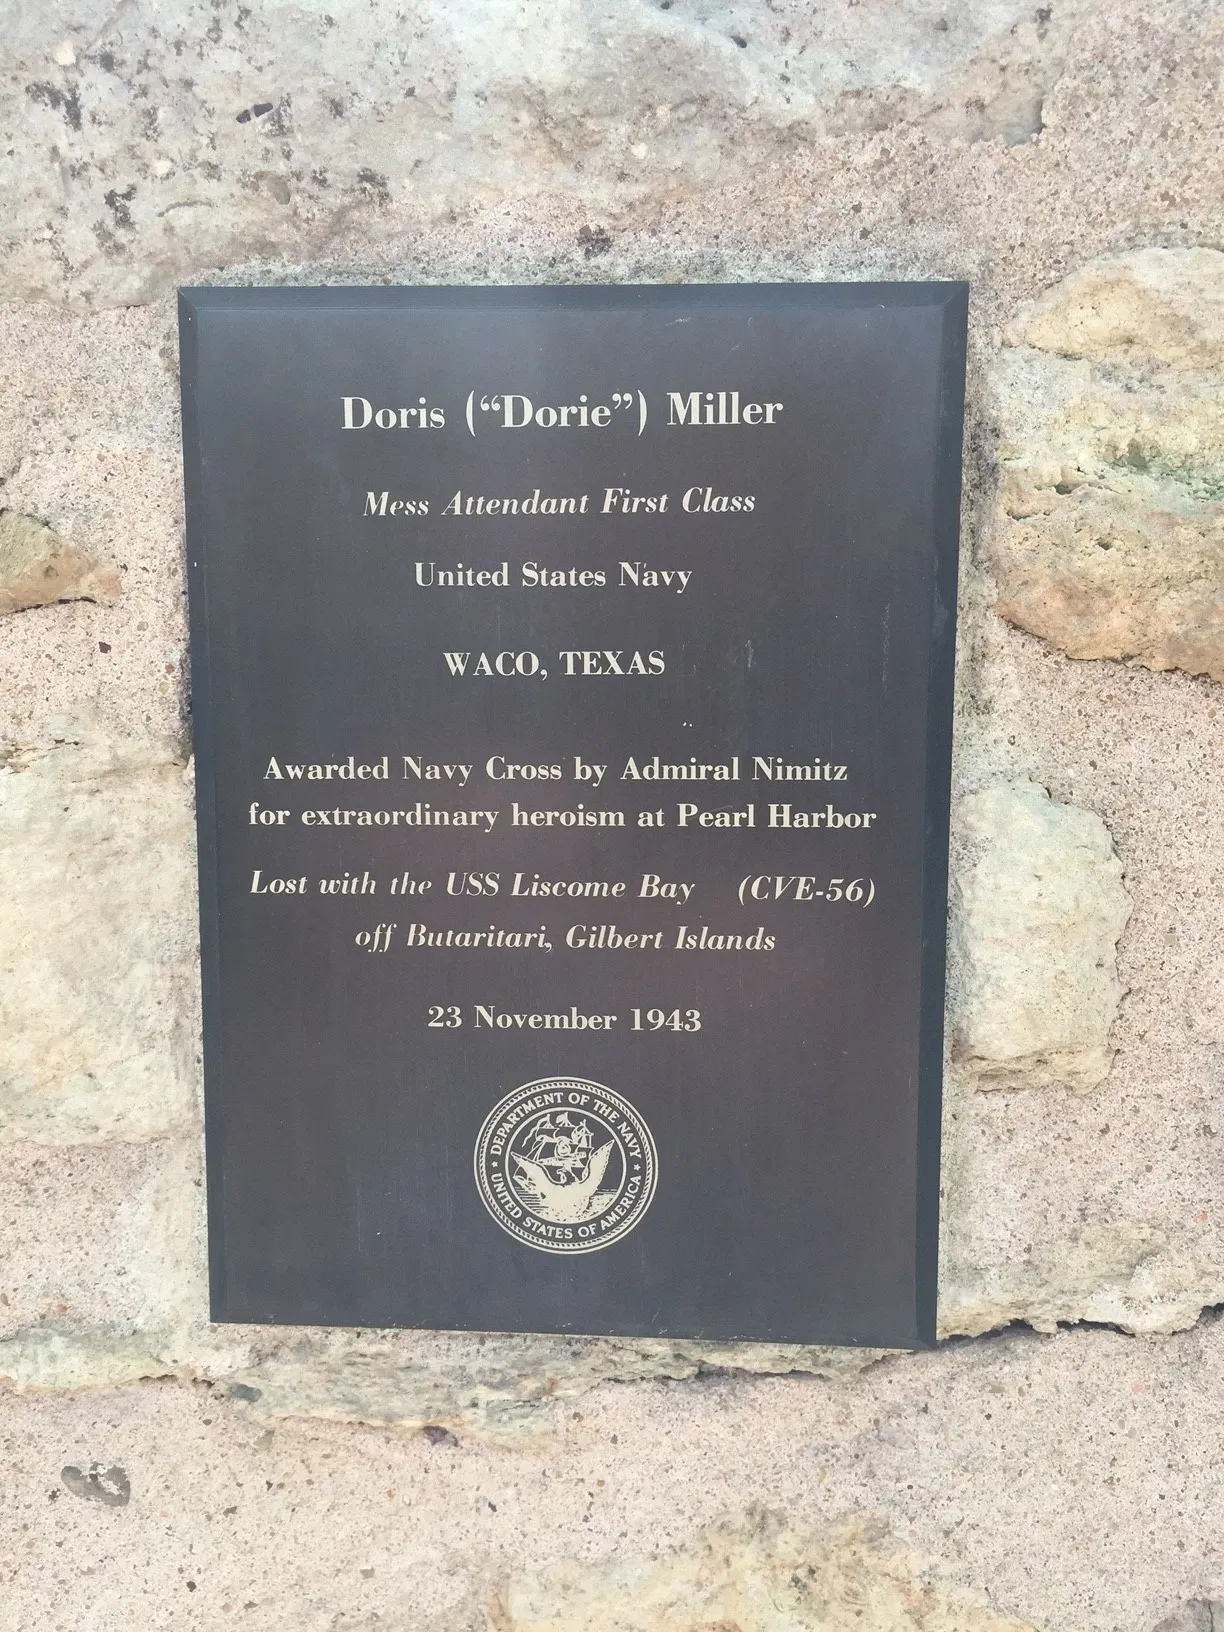 Doris (“Dorie”) Miller
Mess Attendant First Class
United States Navy
WACO, TEXAS
Awarded Navy Cross by Admiral Nimitz
for extraordinary heroism at Pearl Harbor
Lost with the USS Liscome Bay (CVE-56)
off Butaritari, Gilbert Islands
23 November 1943
DEPARTMENT OF THE NAVY
UNITED STATES OF AMERICA